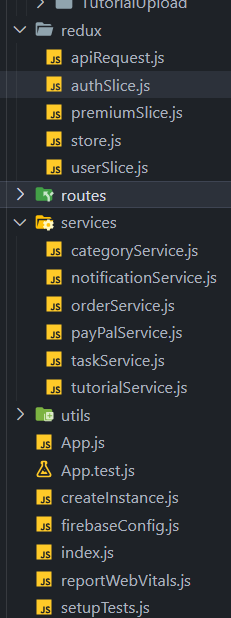 TutorialUpload
redux
apiRequest.js
authSlice.js
premiumSlice.js
store.js
userSlice.js
routes
services
categoryService.js
notificationService.js
orderService.js
payPalService.js
taskService.js
tutorialService.js
utils
App.js
App.test.js
createInstance.js
firebaseConfig.js
index.js
reportWebVitals.js
setupTests.js